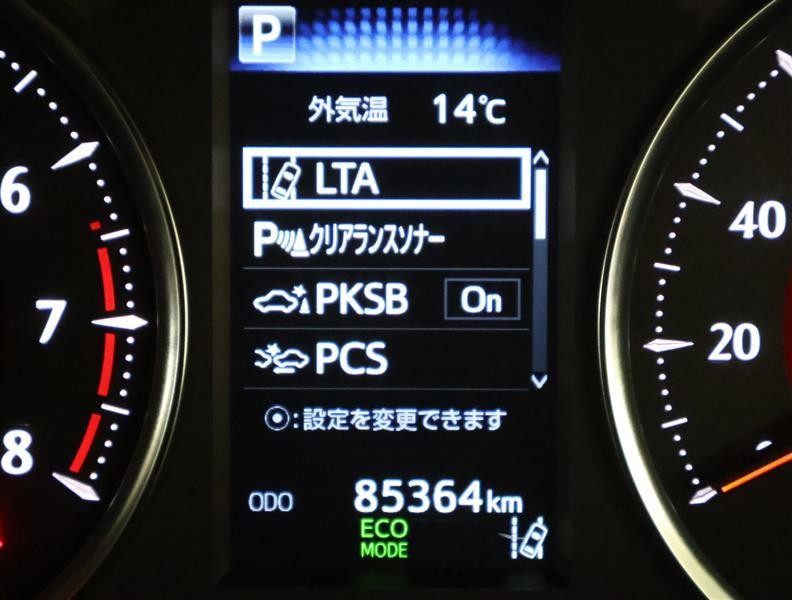 P
外気温 14℃
LTA
Pクリアランスソナー
PKSB On
PCS
:設定を変更できます
ODO 85364km
ECO
MODE
6
7
8
40
20